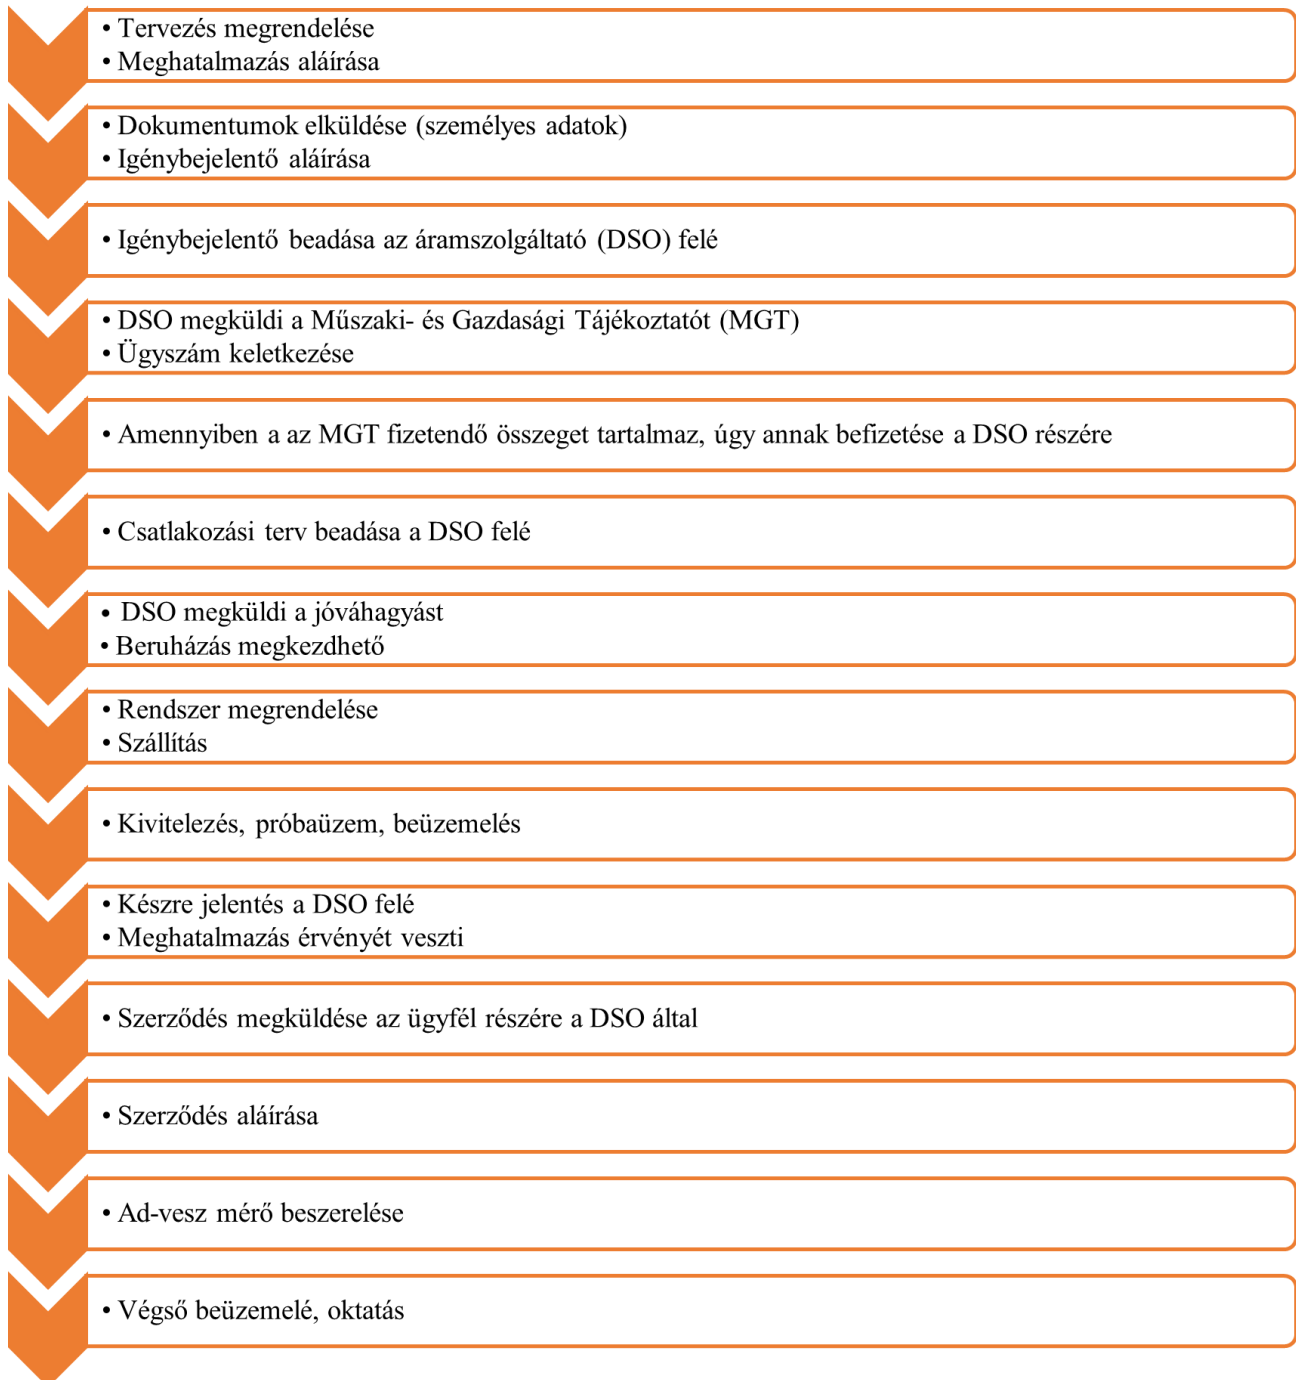 • Tervezés megrendelése
• Meghatalmazás aláírása
• Dokumentumok elküldése (személyes adatok)
• Igénybejelentő aláírása
• Igénybejelentő beadása az áramszolgáltató (DSO) felé
• DSO megküldi a Műszaki- és Gazdasági Tájékoztatót (MGT)
• Ügyszám keletkezése
• Amennyiben a az MGT fizetendő összeget tartalmaz, úgy annak befizetése a DSO részére
• Csatlakozási terv beadása a DSO felé
• DSO megküldi a jóváhagyást
• Beruházás megkezdhető
• Rendszer megrendelése
• Szállítás
• Kivitelezés, próbaüzem, beüzemelés
• Készre jelentés a DSO felé
• Meghatalmazás érvényét veszti
• Szerződés megküldése az ügyfél részére a DSO által
• Szerződés aláírása
• Ad-vesz mérő beszerelése
• Végső beüzemelé, oktatás